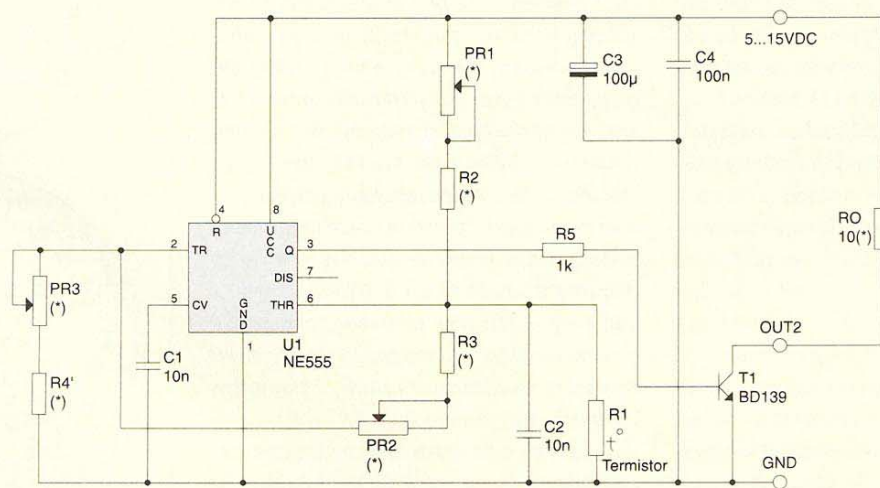 PR1
(*)
C3
100µ
C4
100n
5...15VDC
R2
(*)
4
8
R
UCC
2
TR
Q
3
R5
1k
RO
10(*)
DIS
7
PR3
(*)
5
CV
GND
THR
6
1
U1
NE555
C1
10n
R3
(*)
OUT2
R4'
(*)
T1
BD139
PR2
(*)
C2
10n
R1
t°
Termistor
GND